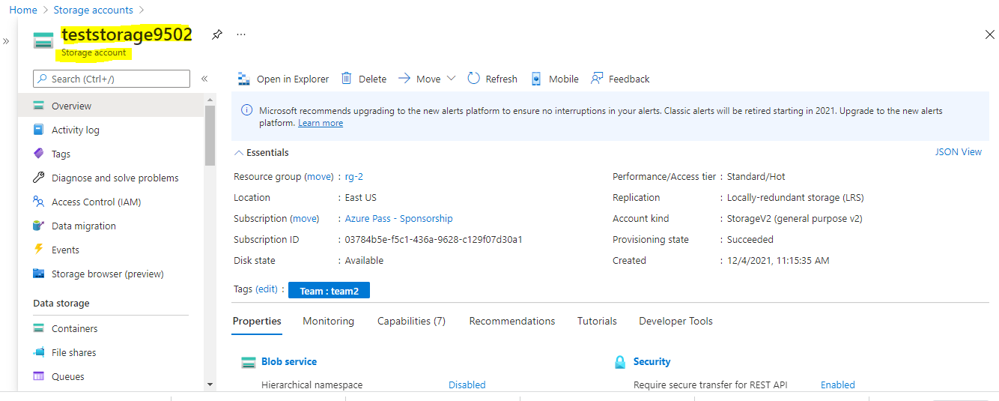 Home > Storage accounts >
»
teststorage9502
...
Storage account
Search (Ctrl+/)
«
Overview
Activity log
Tags
Diagnose and solve problems
Access Control (IAM)
Data migration
Events
Storage browser (preview)
Data storage
Containers
File shares
Queues
Open in Explorer Delete Move Refresh Mobile Feedback
Microsoft recommends upgrading to the new alerts platform to ensure no interruptions in your alerts. Classic alerts will be retired starting in 2021. Upgrade to the new alerts
platform. Learn more
Essentials JSON View
Resource group (move) : rg-2
Location : East US
Subscription (move) : Azure Pass - Sponsorship
Subscription ID : 03784b5e-f5c1-436a-9628-c129f07d30a1
Disk state : Available
Performance/Access tier : Standard/Hot
Replication : Locally-redundant storage (LRS)
Account kind : StorageV2 (general purpose v2)
Provisioning state : Succeeded
Created : 12/4/2021, 11:15:35 AM
Tags (edit) : Team : team2
Properties Monitoring Capabilities (7) Recommendations Tutorials Developer Tools
Blob service
Hierarchical namespace Disabled
Security
Require secure transfer for REST API Enabled